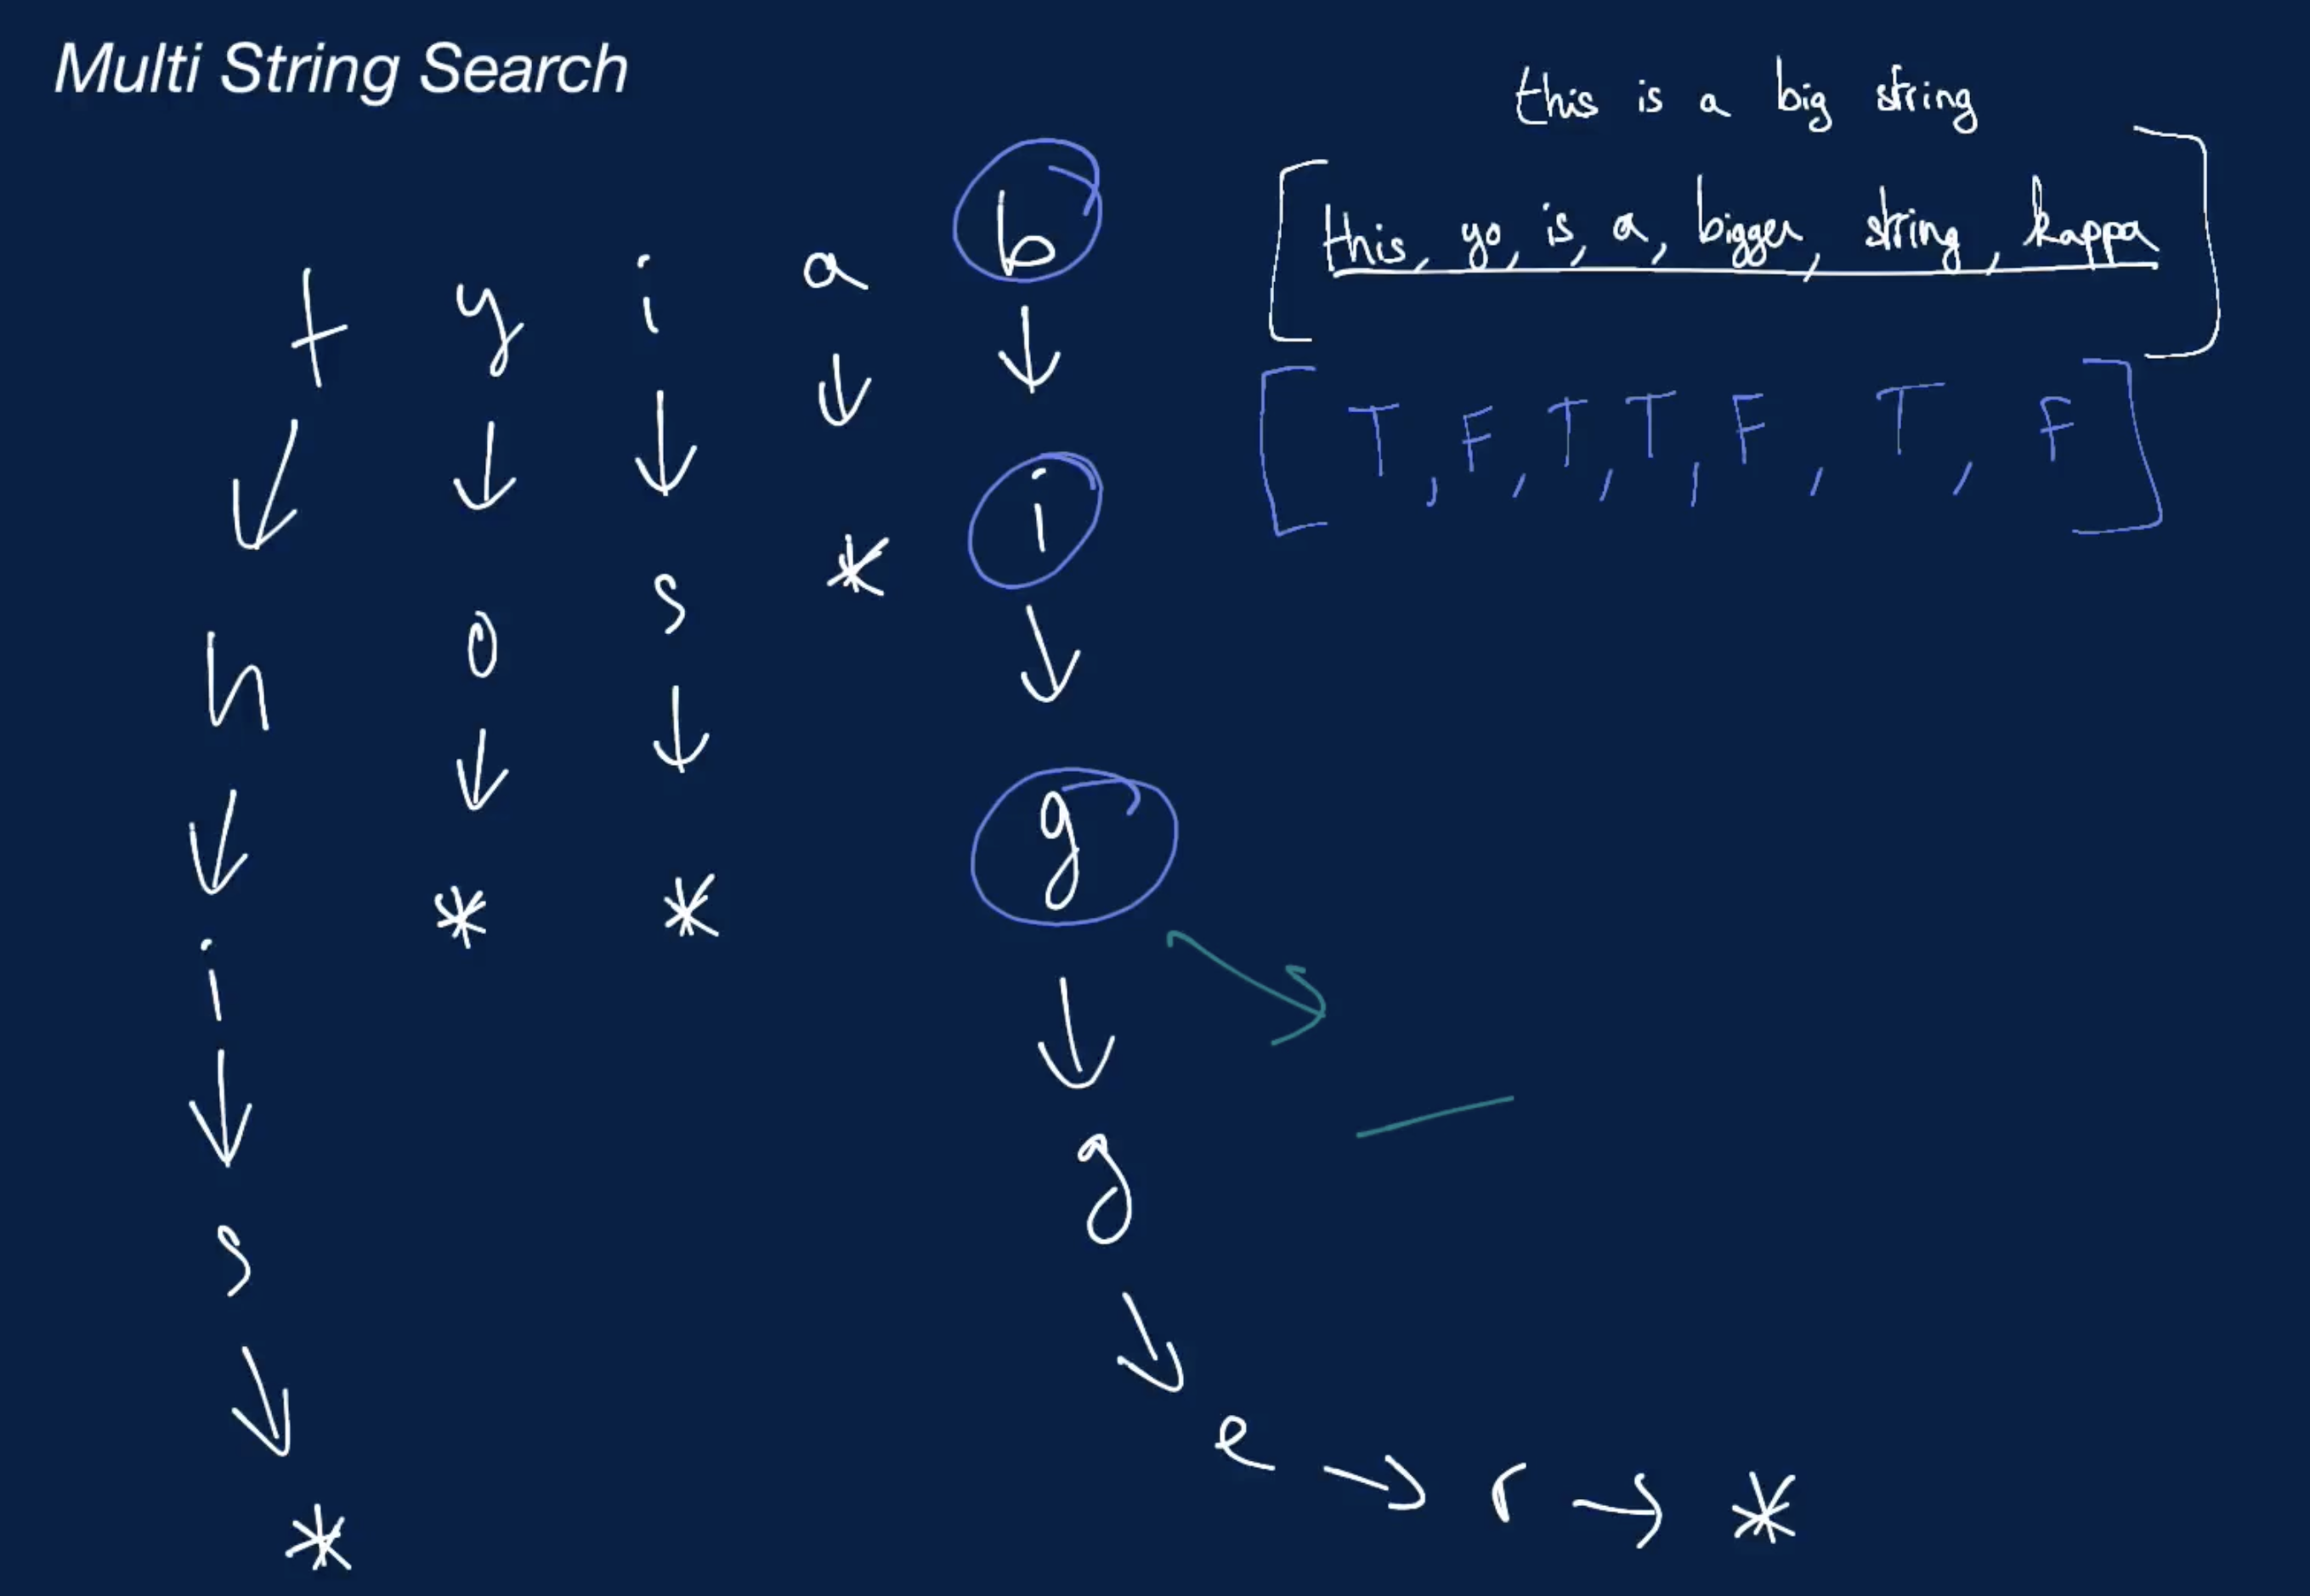 Multi String Search
this is a big string
[this, yo, is, a, bigger, string, kappa]
[T, F, T, T, F, T, F]
t y i a b
h o s * i
i * * g
s g
* e r *